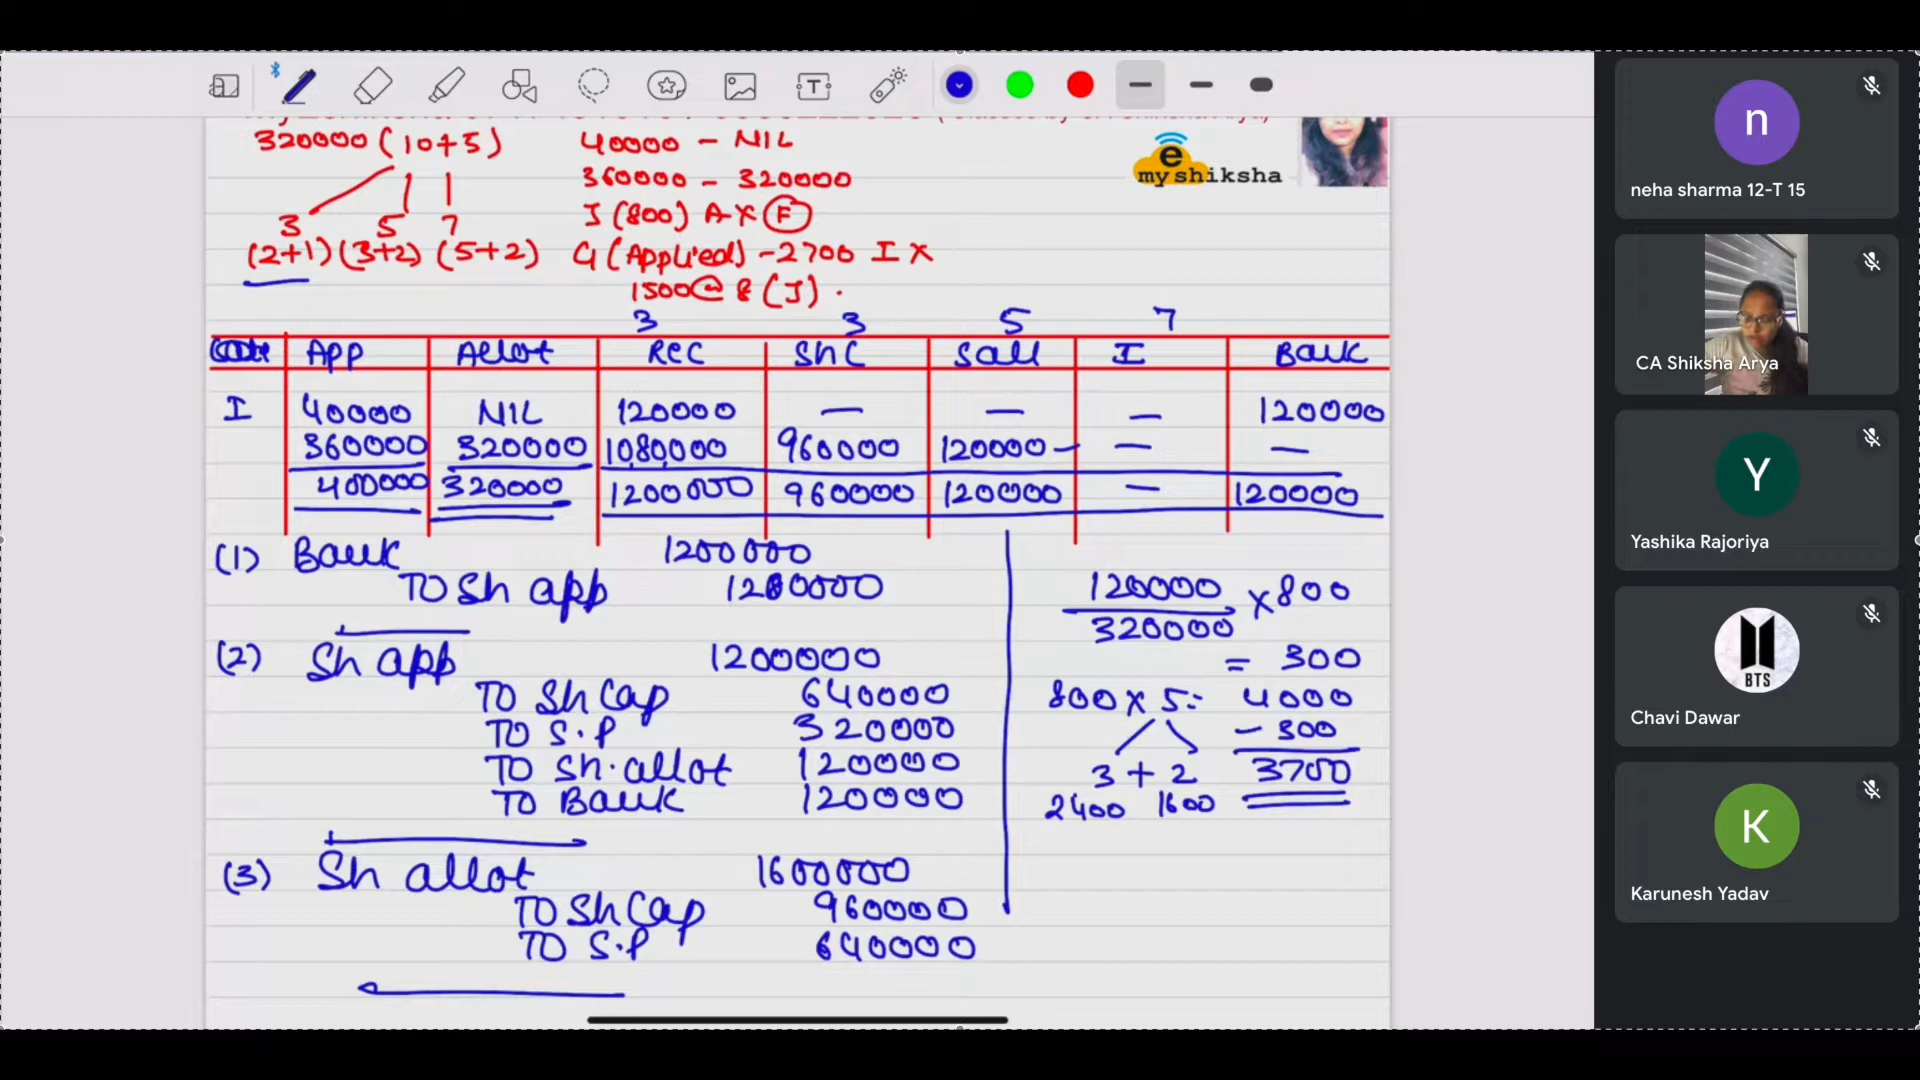 320000 (10+5)
40000 - NIL
360000 - 320000
3 5 7
I (800) A X (F)
(2+1) (3+2) (5+2)
G (Applied) - 2700 I X
1500@ 8 (J) .
e
myshiksha
3 3 5 7
App Allot Rec ShC Sall I Bank
I 40000 NIL 120000 — — — 120000
360000 320000 1080,000 960000 120000 — — —
400000 320000 1200000 960000 120000 — 120000
(1) Bank 1200000
TO Sh app 1200000
(2) Sh app 1200000
TO Sh Cap 640000
TO S.P 320000
TO Sh. allot 120000
TO Bank 120000
(3) Sh allot 1600000
TO Sh Cap 960000
TO S.P 640000
120000 x 800
320000
= 300
800 x 5 = 4000
- 300
3 + 2 3700
2400 1600
n
neha sharma 12-T 15
CA Shiksha Arya
Y
Yashika Rajoriya
BTS
Chavi Dawar
K
Karunesh Yadav